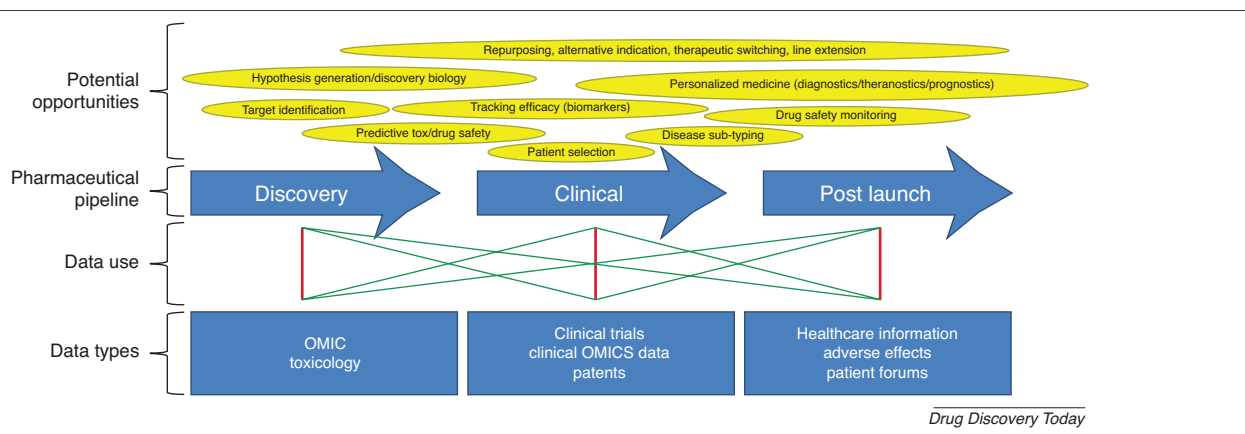 Potential
opportunities
Repurposing, alternative indication, therapeutic switching, line extension
Hypothesis generation/discovery biology
Personalized medicine (diagnostics/theranostics/prognostics)
Target identification
Tracking efficacy (biomarkers)
Drug safety monitoring
Predictive tox/drug safety
Disease sub-typing
Patient selection
Pharmaceutical
pipeline
Discovery
Clinical
Post launch
Data use
Data types
OMIC
toxicology
Clinical trials
clinical OMICS data
patents
Healthcare information
adverse effects
patient forums
Drug Discovery Today